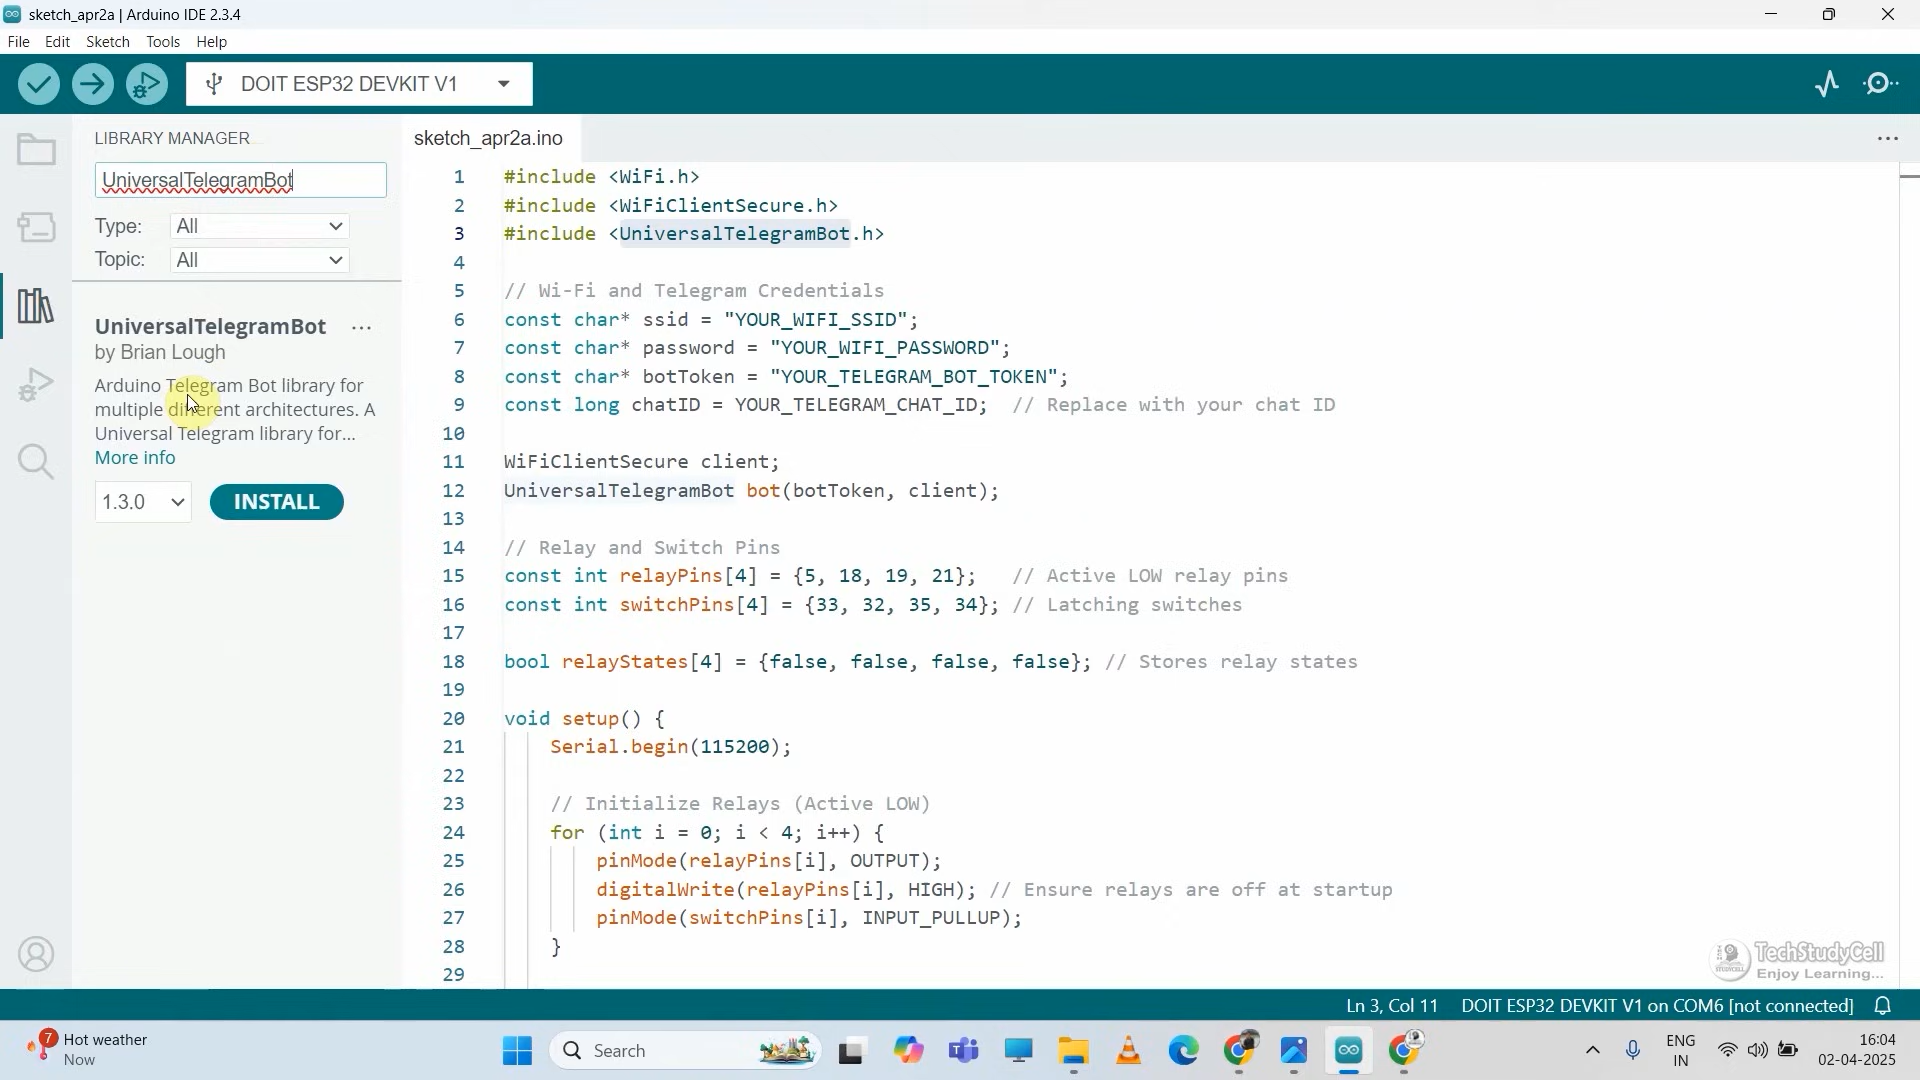 sketch_apr2a | Arduino IDE 2.3.4
File Edit Sketch Tools Help
DOIT ESP32 DEVKIT V1
LIBRARY MANAGER
UniversalTelegramBot
Type: All
Topic: All
UniversalTelegramBot ...
by Brian Lough
Arduino Telegram Bot library for
multiple different architectures. A
Universal Telegram library for...
More info
1.3.0 INSTALL
sketch_apr2a.ino
1 #include <WiFi.h>
2 #include <WiFiClientSecure.h>
3 #include <UniversalTelegramBot.h>
4
5 // Wi-Fi and Telegram Credentials
6 const char* ssid = "YOUR_WIFI_SSID";
7 const char* password = "YOUR_WIFI_PASSWORD";
8 const char* botToken = "YOUR_TELEGRAM_BOT_TOKEN";
9 const long chatID = YOUR_TELEGRAM_CHAT_ID; // Replace with your chat ID
10
11 WiFiClientSecure client;
12 UniversalTelegramBot bot(botToken, client);
13
14 // Relay and Switch Pins
15 const int relayPins[4] = {5, 18, 19, 21}; // Active LOW relay pins
16 const int switchPins[4] = {33, 32, 35, 34}; // Latching switches
17
18 bool relayStates[4] = {false, false, false, false}; // Stores relay states
19
20 void setup() {
21 Serial.begin(115200);
22
23 // Initialize Relays (Active LOW)
24 for (int i = 0; i < 4; i++) {
25 pinMode(relayPins[i], OUTPUT);
26 digitalWrite(relayPins[i], HIGH); // Ensure relays are off at startup
27 pinMode(switchPins[i], INPUT_PULLUP);
28 }
29
TechStudyCell
Enjoy Learning...
Ln 3, Col 11 DOIT ESP32 DEVKIT V1 on COM6 [not connected]
7 Hot weather
Now
Search
ENG
IN
16:04
02-04-2025